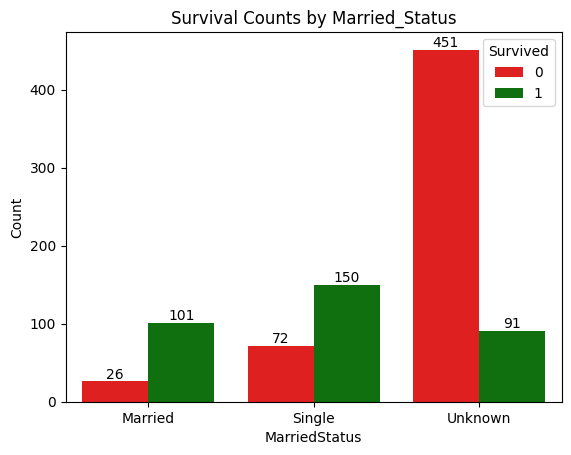 Survival Counts by Married_Status
451
Survived
0
1
400
300
200
100
0
Count
26
101
72
150
91
Married
Single
Unknown
MarriedStatus